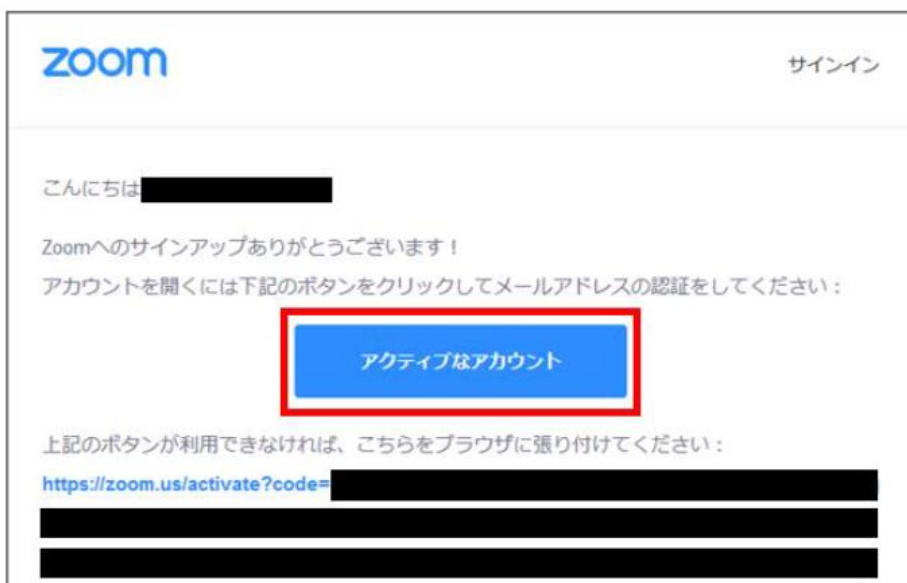 zoom
サインイン
こんにちは
Zoomへのサインアップありがとうございます！
アカウントを開くには下記のボタンをクリックしてメールアドレスの認証をしてください：
アクティブなアカウント
上記のボタンが利用できなければ、こちらをブラウザに張り付けてください：
https://zoom.us/activate?code=